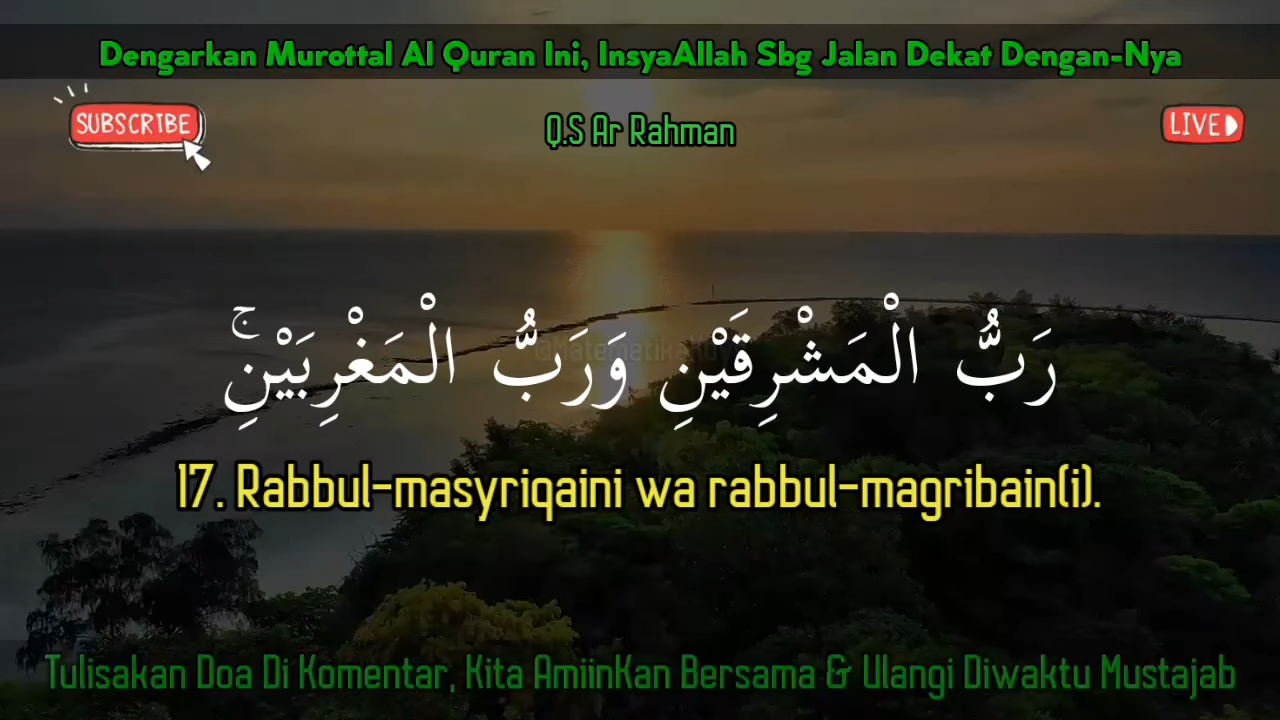 Dengarkan Murottal Al Quran Ini, InsyaAllah Sbg Jalan Dekat Dengan-Nya
SUBSCRIBE
LIVE
Q.S Ar Rahman
رَبُّ الْمَشْرِقَيْنِ وَرَبُّ الْمَغْرِبَيْنِۚ
17. Rabbul-masyriqaini wa rabbul-magribain(i).
Tulisakan Doa Di Komentar, Kita AmiinKan Bersama & Ulangi Diwaktu Mustajab